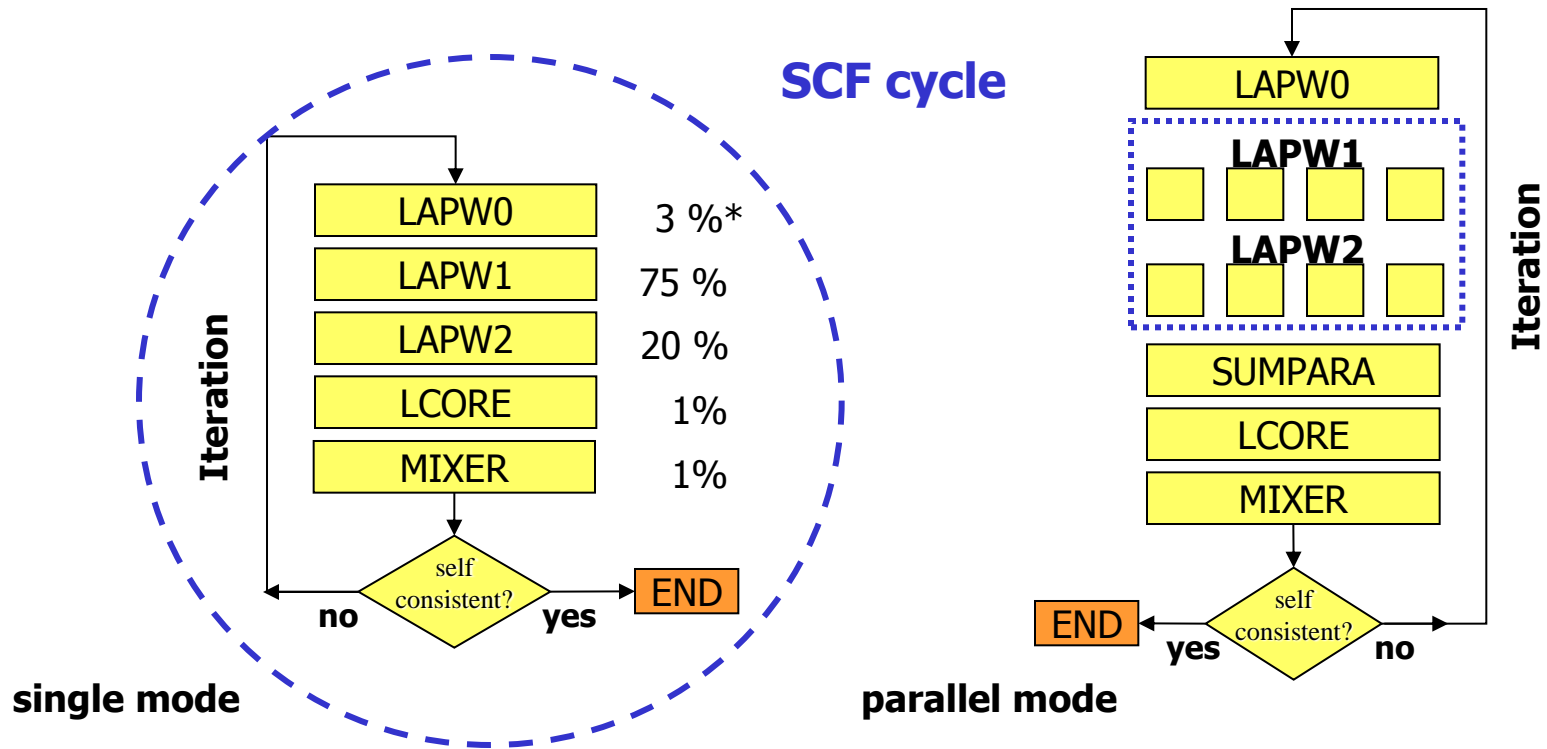 SCF cycle
Iteration
LAPW0
3 %*
LAPW1
75 %
LAPW2
20 %
LCORE
1%
MIXER
1%
self
consistent?
no
yes
END
single mode
LAPW0
LAPW1
LAPW2
SUMPARA
LCORE
MIXER
Iteration
self
consistent?
END
yes
no
parallel mode